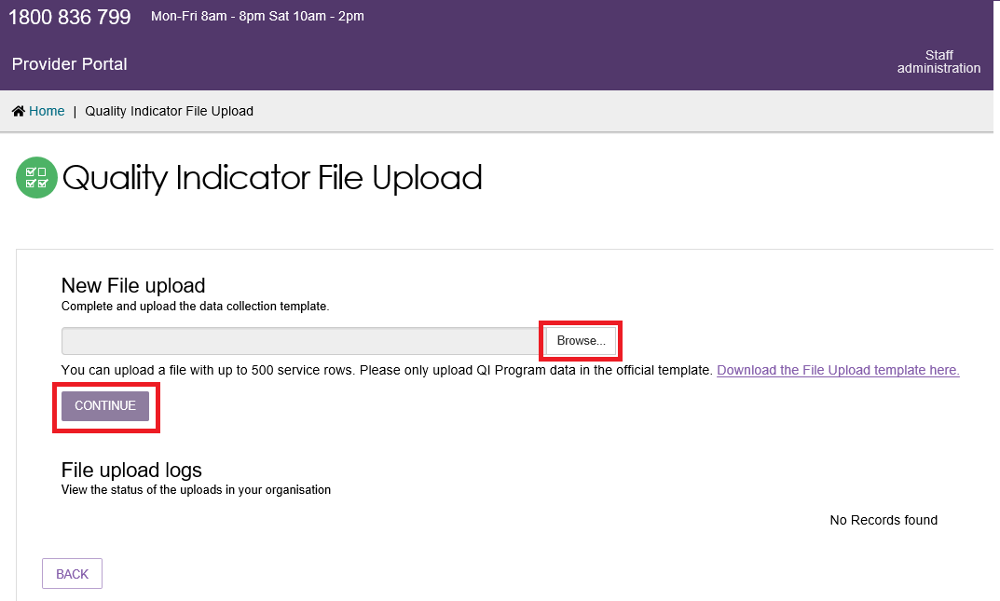 1800 836 799 Mon-Fri 8am - 8pm Sat 10am - 2pm
Provider Portal
Staff
administration
Home | Quality Indicator File Upload
Quality Indicator File Upload
New File upload
Complete and upload the data collection template.
Browse...
You can upload a file with up to 500 service rows. Please only upload QI Program data in the official template. Download the File Upload template here.
CONTINUE
File upload logs
View the status of the uploads in your organisation
No Records found
BACK